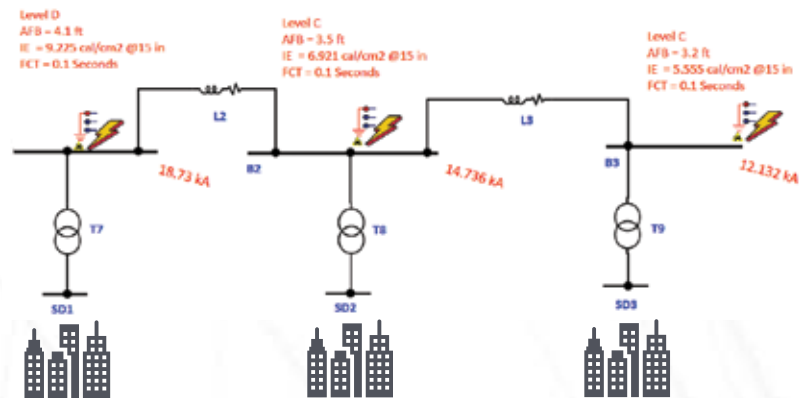 Level D
AFB = 4.1 ft
IE = 9.225 cal/cm2 @15 in
FCT = 0.1 Seconds
Level C
AFB = 3.5 ft
IE = 6.921 cal/cm2 @15 in
FCT = 0.1 Seconds
Level C
AFB = 3.2 ft
IE = 5.555 cal/cm2 @15 in
FCT = 0.1 Seconds
L2
L3
18.73 kA
B2
14.736 kA
B3
12.132 kA
T7
T8
T9
SD1
SD2
SD3